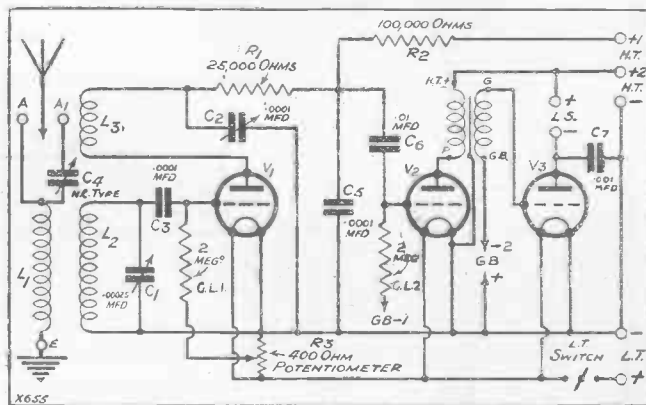 100,000 OHMS
R2
+1
H.T.
+2
H.T.
R1
25,000 OHMS
H.T.+
G
+
L.S.
-
-
A
A1
L3
C2
.0001
MFD
.01
MFD
C6
P
G.B.
C7
.001
MFD
V1
V2
V3
C4
N.R. TYPE
.0001
MFD
C3
C5
.0001
MFD
L1
L2
2
MEGO
G.L.1.
2
MEG
G.L.2
-2
G.B
+
.00025
MFD
C1
GB-1
E
R3
400 OHM
POTENTIOMETER
L.T
SWITCH
-
L.T.
+
X655